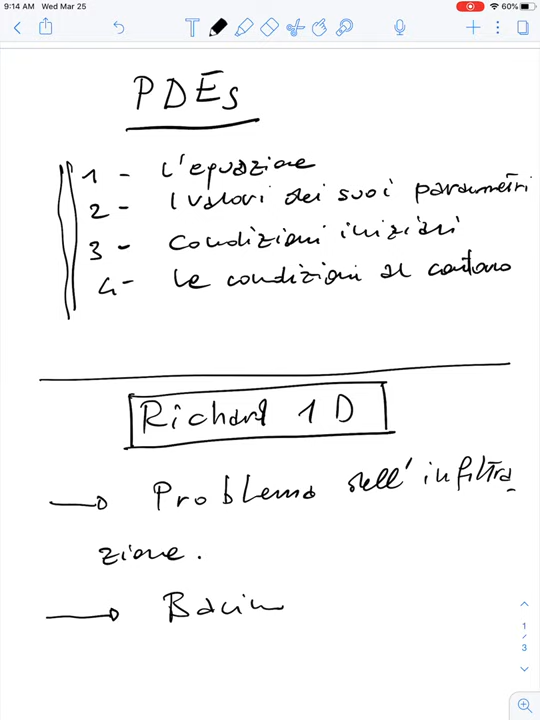 9:14 AM Wed Mar 25
60%
T
PDEs
1 - L'equazione
2 - I valori dei suoi parametri
3 - condizioni iniziali
4 - le condizioni al contorno
Richard 1D
→ Problema dell'infiltra
zione.
→ Bacin
1
/
3